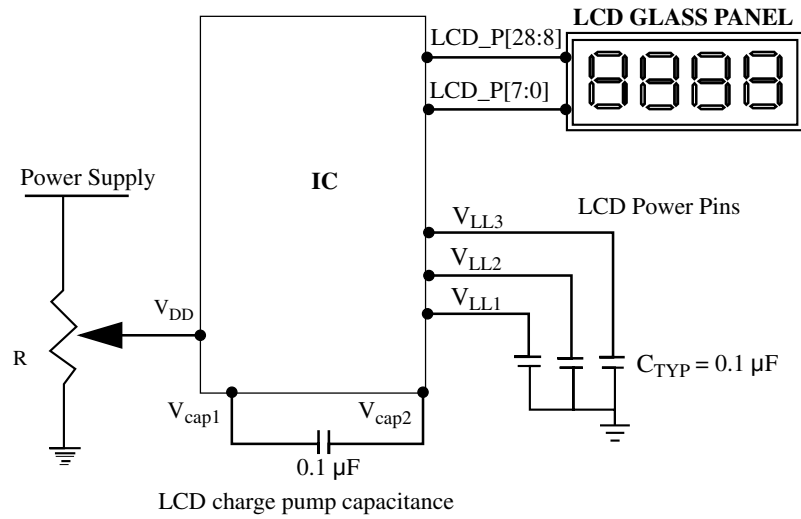 LCD GLASS PANEL
LCD_P[28:8]
LCD_P[7:0]
IC
Power Supply
LCD Power Pins
VLL3
VLL2
VLL1
VDD
R
CTYP = 0.1 µF
Vcap1
Vcap2
0.1 µF
LCD charge pump capacitance